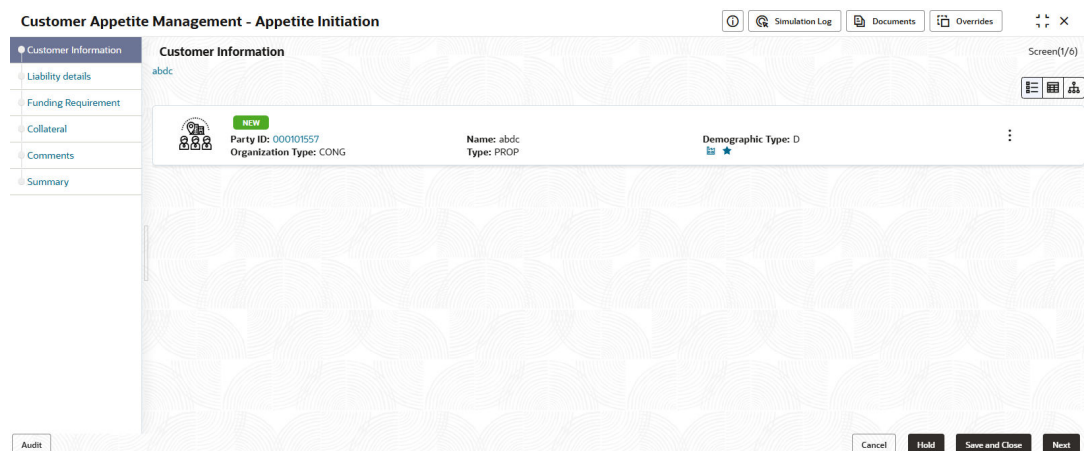 Customer Appetite Management - Appetite Initiation
Simulation Log
Documents
Overrides
Customer Information
Liability details
Funding Requirement
Collateral
Comments
Summary
Customer Information
Screen(1/6)
abdc
NEW
Party ID: 000101557
Name: abdc
Demographic Type: D
Organization Type: CONG
Type: PROP
Audit
Cancel
Hold
Save and Close
Next